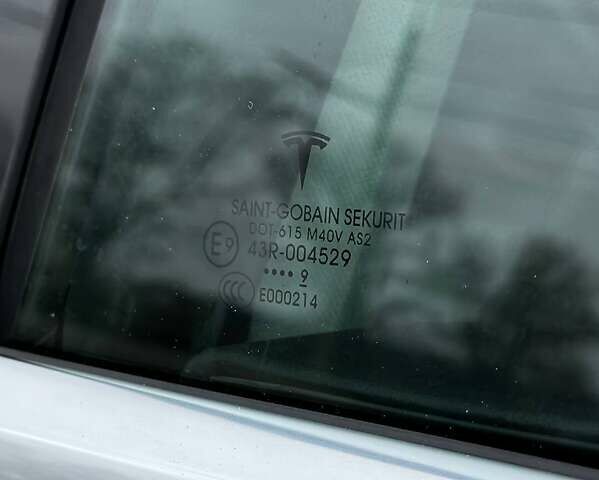 SAINT-GOBAIN SEKURIT
DOT-615 M40V AS2
E9 43R-004529
•••• 9
CCC E000214